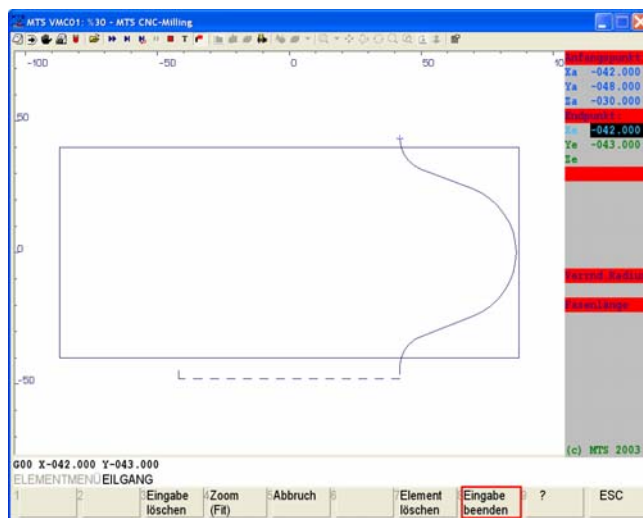 MTS VMC01: %30 - MTS CNC-Milling
T
-100 -50 0 50 10
50
0
-50
Anfangspunkt
Xa -042.000
Ya -048.000
Za -030.000
Endpunkt:
Xe -042.000
Ye -043.000
Ze
Verrnd Radius
Fasenlänge
(c) MTS 2003
G00 X-042.000 Y-043.000
ELEMENTMENÜ EILGANG
1
2
3 Eingabe löschen
4 Zoom (Fit)
5 Abbruch
6
7 Element löschen
8 Eingabe beenden
9 ?
ESC